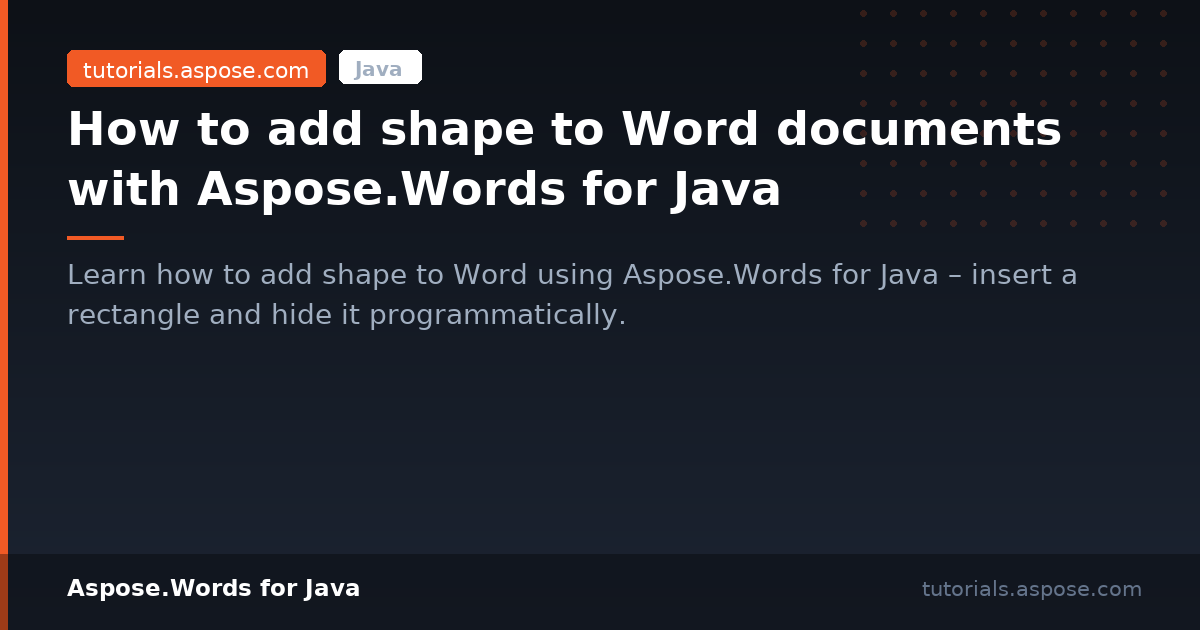 tutorials.aspose.com
Java
How to add shape to Word documents
with Aspose.Words for Java
Learn how to add shape to Word using Aspose.Words for Java – insert a
rectangle and hide it programmatically.
Aspose.Words for Java
tutorials.aspose.com